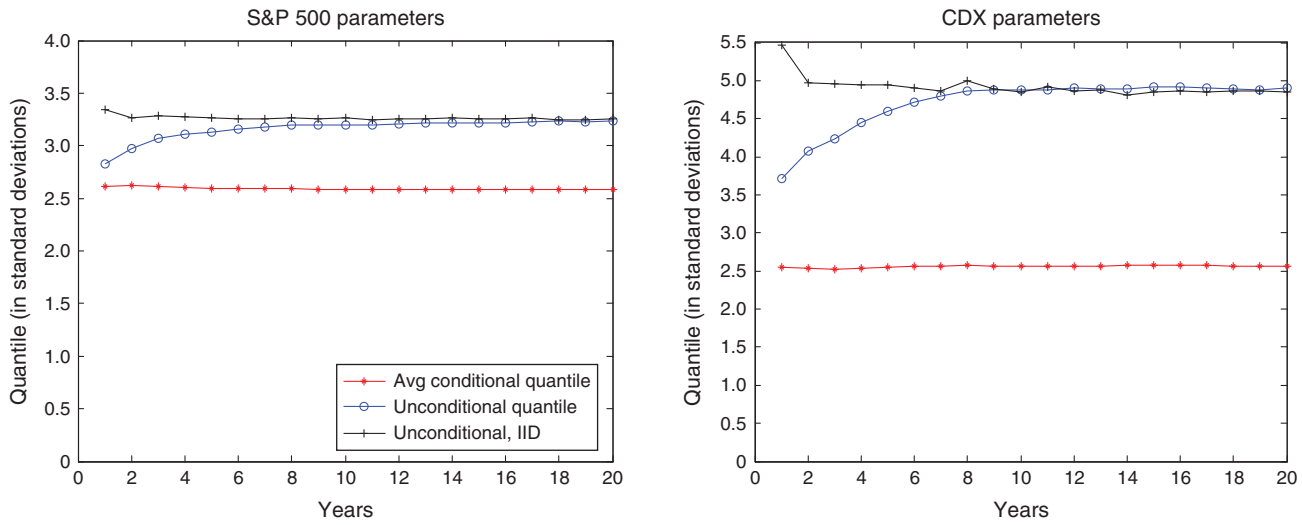 S&P 500 parameters
4.0
3.5
3.0
2.5
2.0
1.5
1.0
0.5
0
Quantile (in standard deviations)
Avg conditional quantile
Unconditional quantile
Unconditional, IID
0 2 4 6 8 10 12 14 16 18 20
Years
CDX parameters
5.5
5.0
4.5
4.0
3.5
3.0
2.5
2.0
1.5
1.0
0.5
0
Quantile (in standard deviations)
0 2 4 6 8 10 12 14 16 18 20
Years